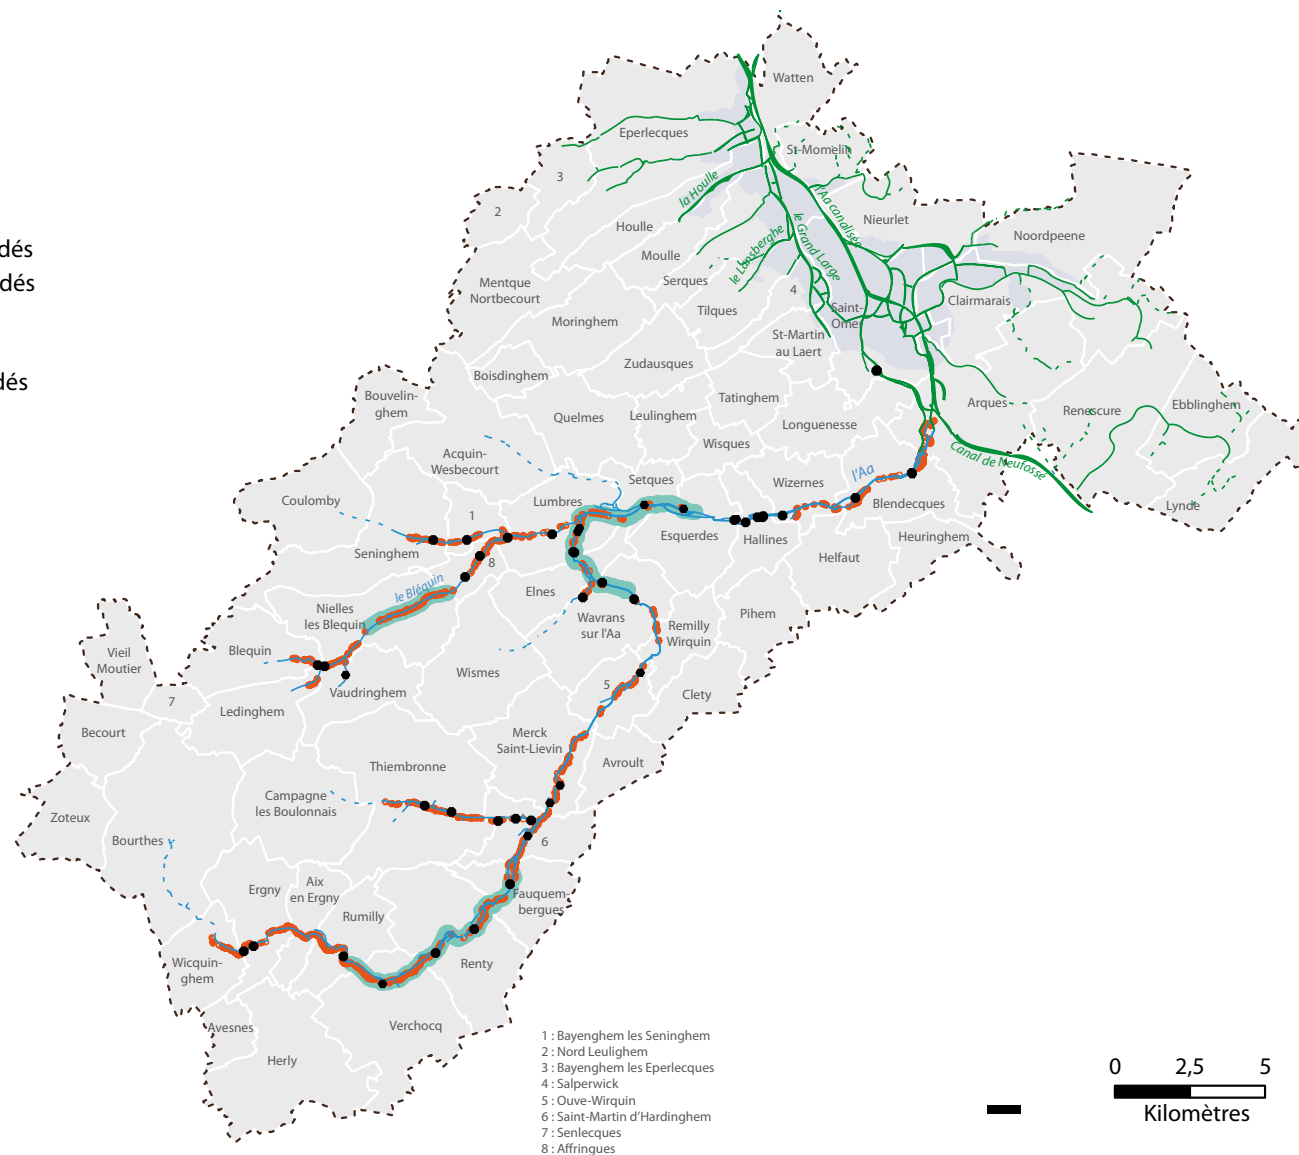 Watten
Eperlecques
St-Momelin
3
la Houlle
l'Aa canalisée
2
Nieurlet
Houlle
le Grand Large
Noordpeene
le Lansberghe
Moulle
dés
Serques
Mentque
Nortbecourt
dés
4
Clairmarais
Tilques
Saint-
Omer
Moringhem
St-Martin
au Laert
Zudausques
Boisdinghem
dés
Bouvelin-
ghem
Tatinghem
Arques
Renescure
Ebblinghem
Quelmes
Leulinghem
Longuenesse
Wisques
Acquin-
Wesbecourt
Canal de Neufossé
l'Aa
Setques
Wizernes
Coulomby
Lumbres
Blendecques
Lynde
1
Esquerdes
Hallines
Heuringhem
Seninghem
Helfaut
8
le Bléquin
Elnes
Nielles
les Blequin
Wavrans
sur l'Aa
Pihem
Remilly
Wirquin
Blequin
Vieil
Moutier
Wismes
5
Vaudringhem
Clety
7
Ledinghem
Becourt
Merck
Saint-Lievin
Avroult
Thiembronne
Campagne
les Boulonnais
Zoteux
Bourthes
6
Ergny
Aix
en Ergny
Fauquem-
bergues
Rumilly
Wicquin-
ghem
Renty
Avesnes
Verchocq
Herly
1 : Bayenghem les Seninghem
2 : Nord Leulighem
3 : Bayenghem les Eperlecques
4 : Salperwick
5 : Ouve-Wirquin
6 : Saint-Martin d'Hardinghem
7 : Senlecques
8 : Affringues
0 2,5 5
Kilomètres